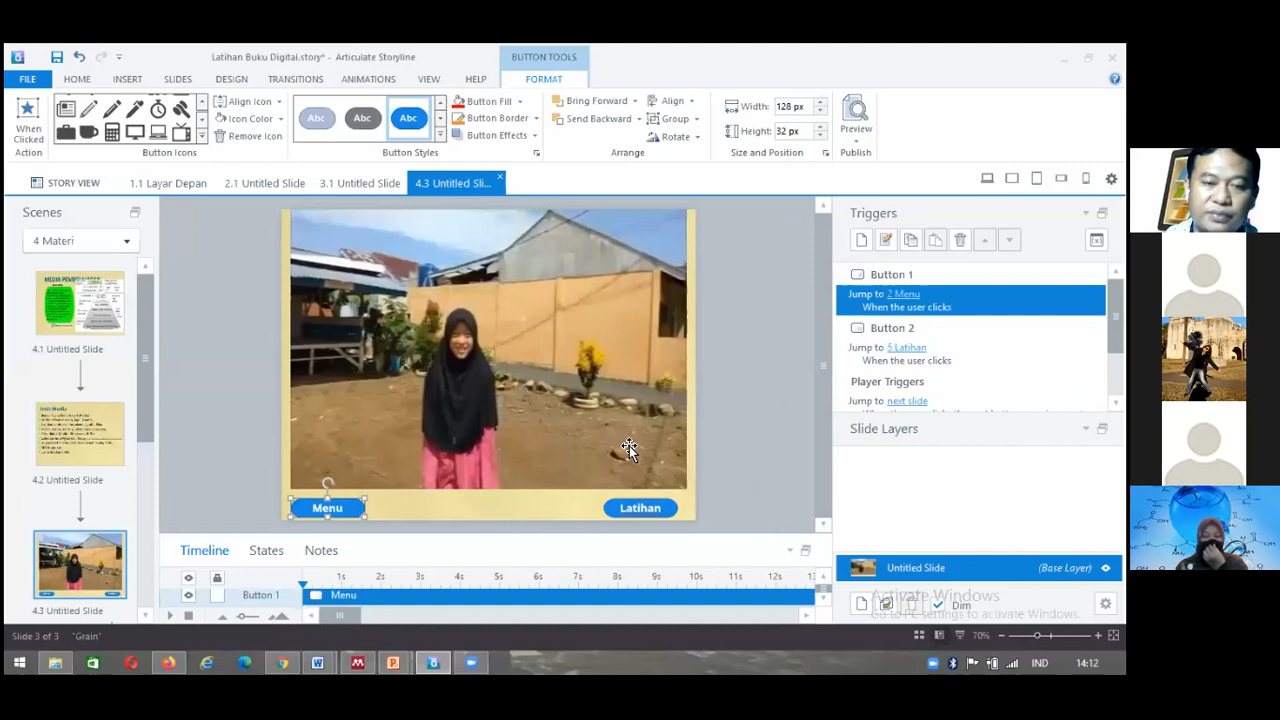 Latihan Buku Digital.story* - Articulate Storyline
BUTTON TOOLS
FILE HOME INSERT SLIDES DESIGN TRANSITIONS ANIMATIONS VIEW HELP FORMAT
When Clicked Action
Align Icon
Icon Color
Remove Icon
Button Icons
Abc Abc Abc
Button Styles
Button Fill
Button Border
Button Effects
Bring Forward
Send Backward
Align
Group
Rotate
Arrange
Width: 128 px
Height: 32 px
Size and Position
Preview
Publish
STORY VIEW 1.1 Layar Depan 2.1 Untitled Slide 3.1 Untitled Slide 4.3 Untitled Sli...
Scenes
4 Materi
4.1 Untitled Slide
4.2 Untitled Slide
4.3 Untitled Slide
Menu
Latihan
Triggers
Button 1
Jump to 2 Menu
When the user clicks
Button 2
Jump to 5 Latihan
When the user clicks
Player Triggers
Jump to next slide
Slide Layers
Untitled Slide (Base Layer)
Dim
Activate Windows
Go to PC settings to activate Windows.
Timeline States Notes
1s 2s 3s 4s 5s 6s 7s 8s 9s 10s 11s 12s
Button 1 Menu
Slide 3 of 3 "Grain" 70%
IND 14:12